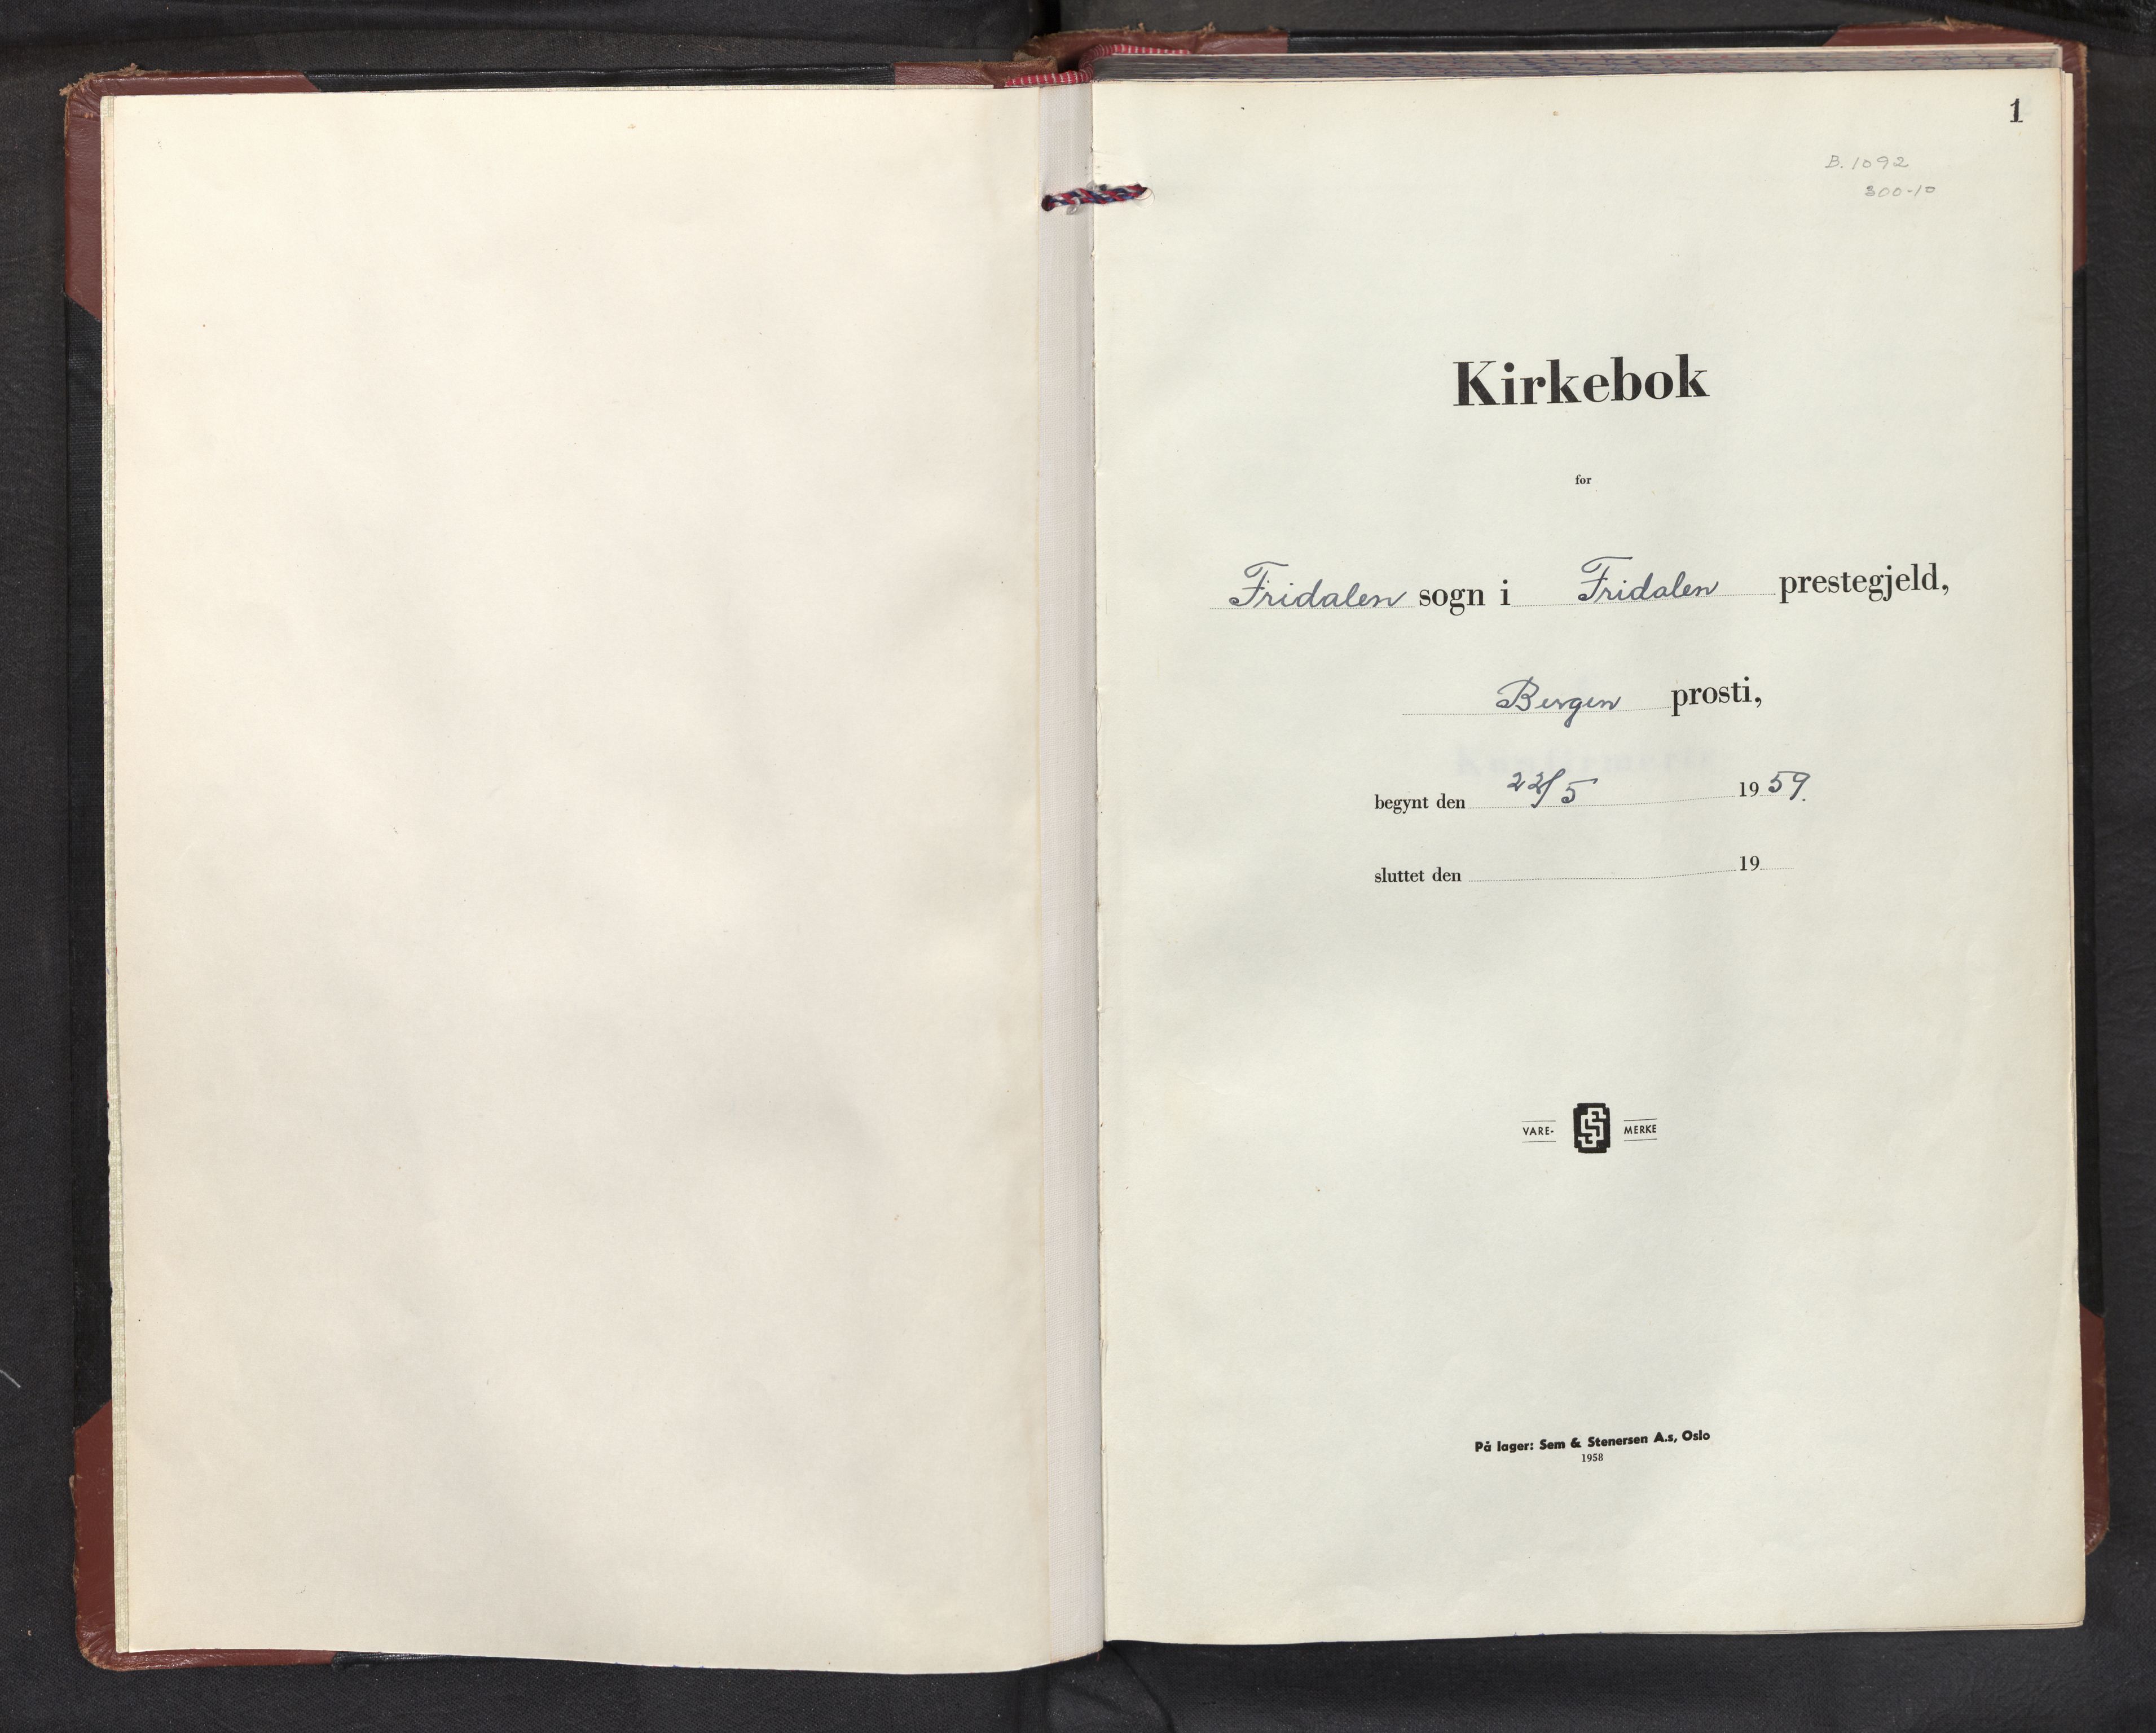 1
B. 1092
300-10
Kirkebok
for
Fridalen sogn i Fridalen prestegjeld,
Bergen prosti,
begynt den 22/5 1959.
sluttet den 19
VARE- SS MERKE
På lager: Sem & Stenersen A.s, Oslo
1958